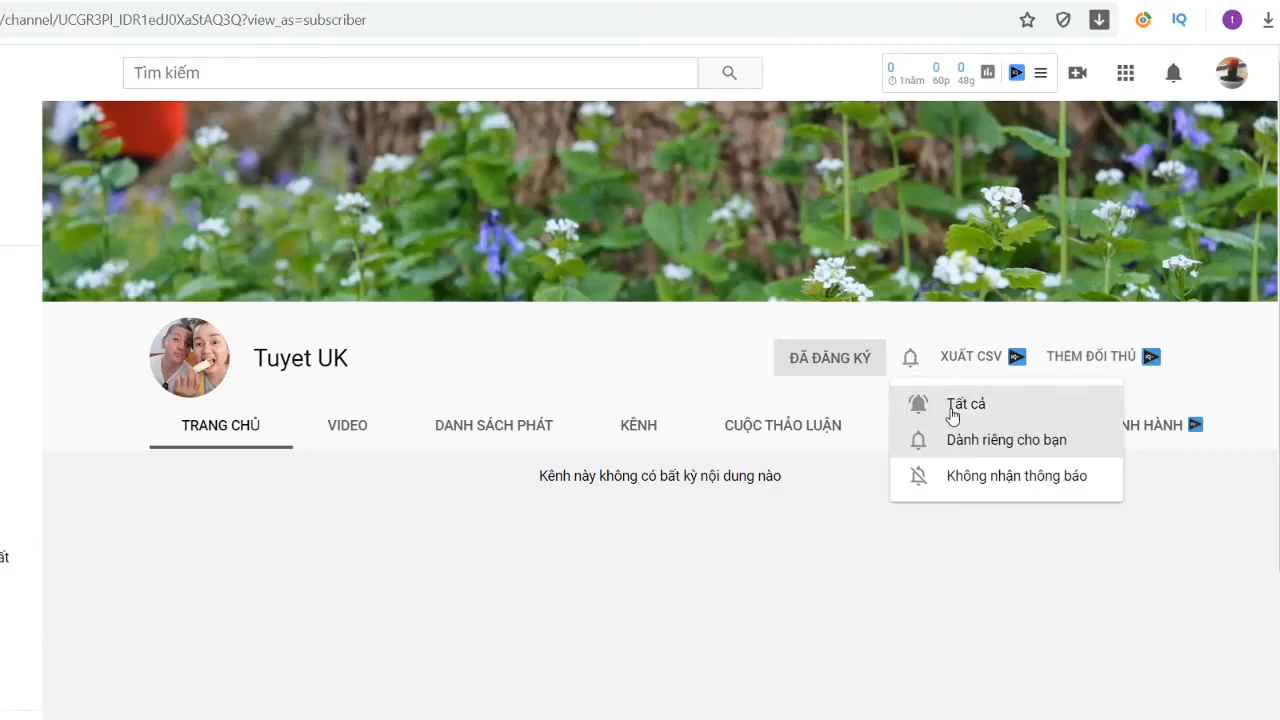 /channel/UCGR3Pl_IDR1edJ0XaStAQ3Q?view_as=subscriber
IQ
t
Tìm kiếm
0 0 0
1năm 60p 48g
Tuyet UK
ĐÃ ĐĂNG KÝ
XUẤT CSV
THÊM ĐỐI THỦ
TRANG CHỦ
VIDEO
DANH SÁCH PHÁT
KÊNH
CUỘC THẢO LUẬN
NH HÀNH
Tất cả
Dành riêng cho bạn
Không nhận thông báo
Kênh này không có bất kỳ nội dung nào
ất